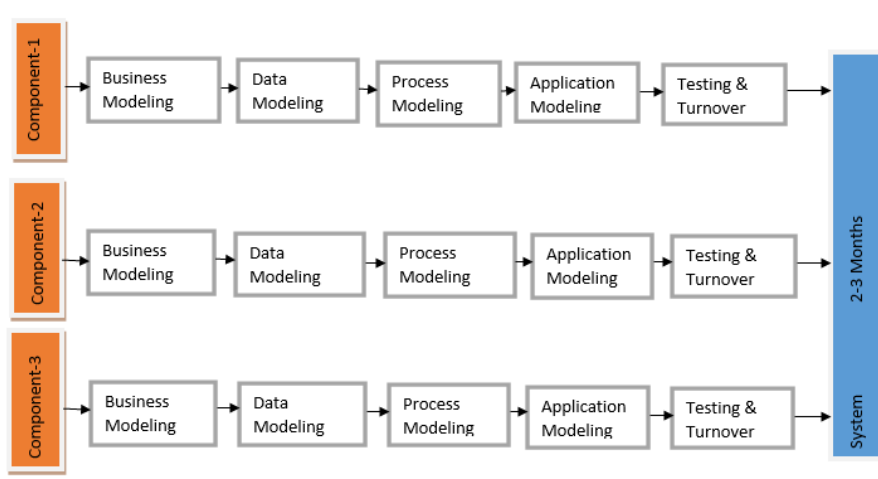 Component-1
Business
Modeling
Data
Modeling
Process
Modeling
Application
Modeling
Testing &
Turnover
Component-2
Business
Modeling
Data
Modeling
Process
Modeling
Application
Modeling
Testing &
Turnover
Component-3
Business
Modeling
Data
Modeling
Process
Modeling
Application
Modeling
Testing &
Turnover
System 2-3 Months